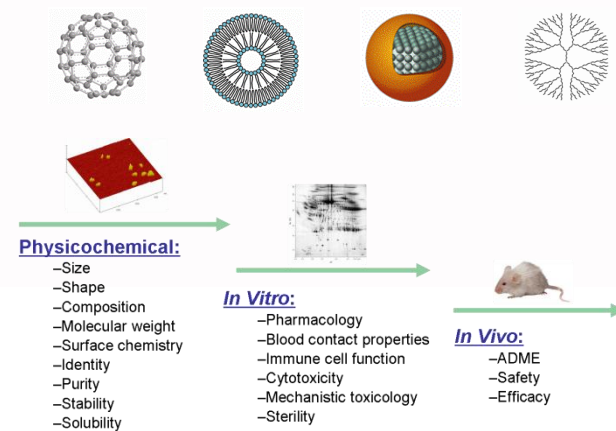 Physicochemical:
–Size
–Shape
–Composition
–Molecular weight
–Surface chemistry
–Identity
–Purity
–Stability
–Solubility
In Vitro:
–Pharmacology
–Blood contact properties
–Immune cell function
–Cytotoxicity
–Mechanistic toxicology
–Sterility
In Vivo:
–ADME
–Safety
–Efficacy